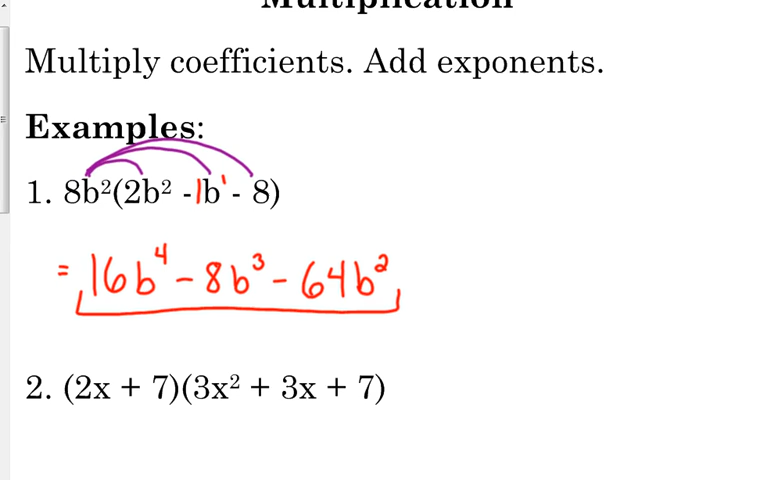 Multiplication
Multiply coefficients. Add exponents.
Examples:
1. 8b²(2b² -1b¹ - 8)
= 16b⁴ - 8b³ - 64b²
2. (2x + 7)(3x² + 3x + 7)